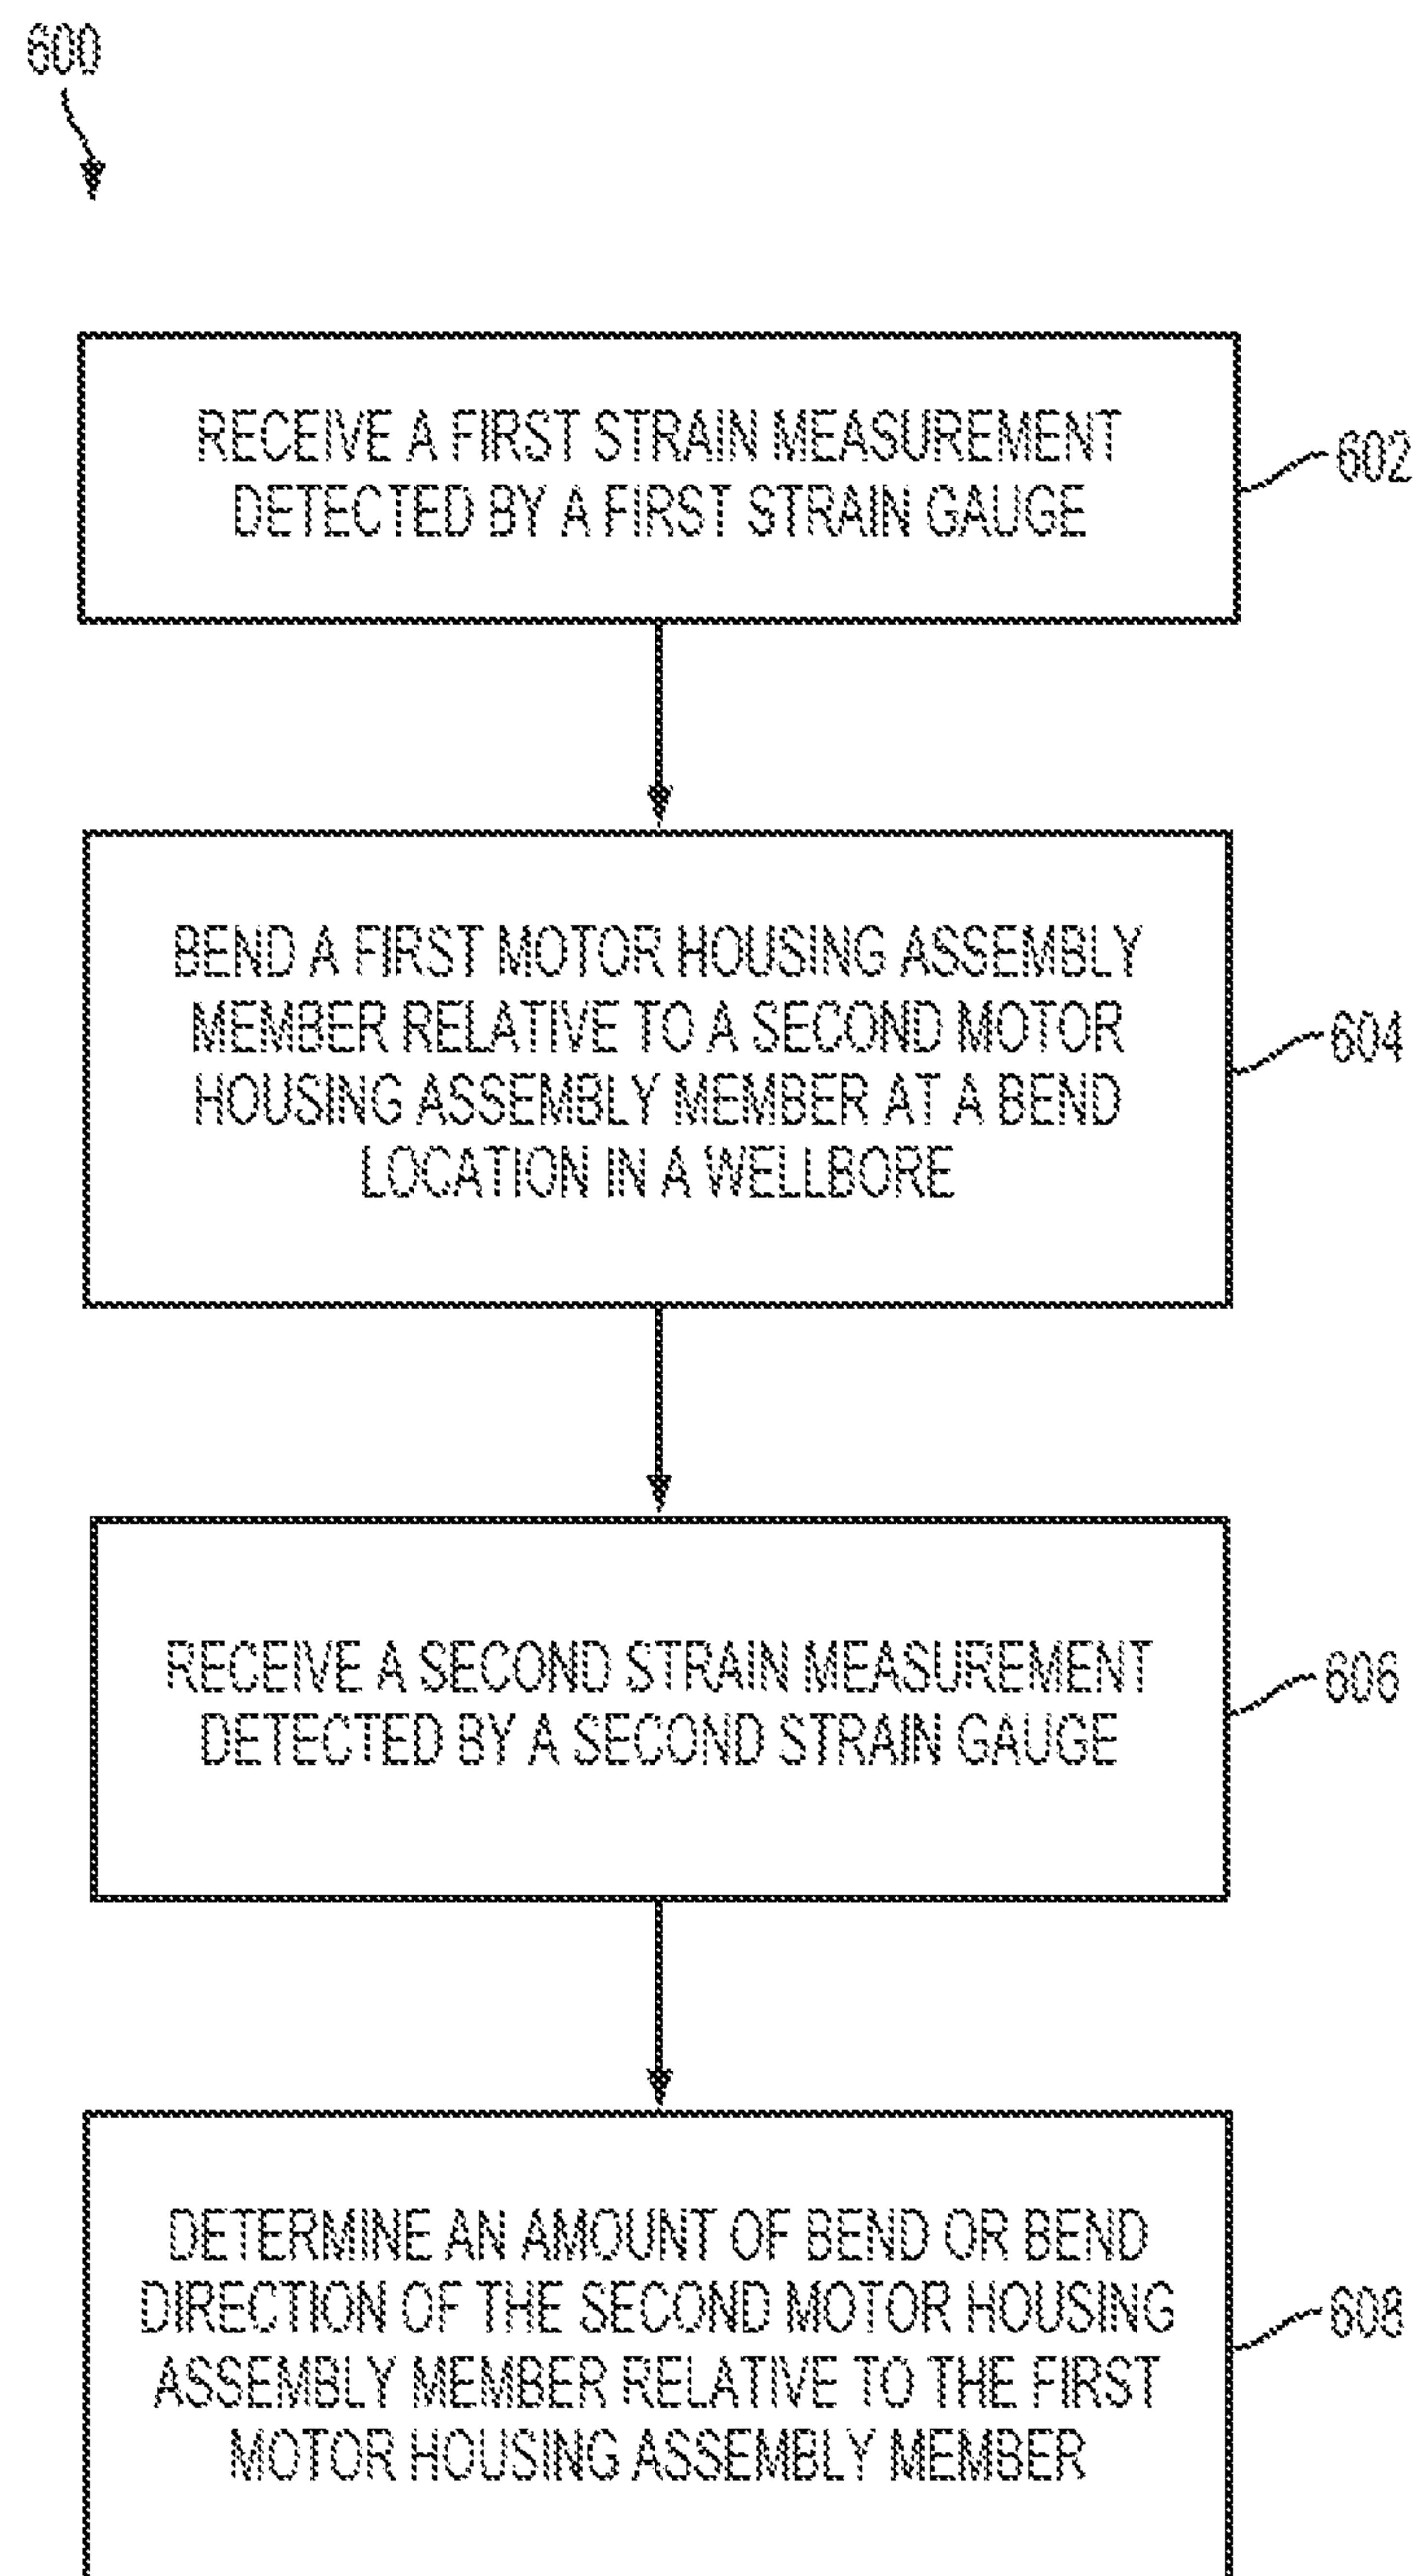 600
RECEIVE A FIRST STRAIN MEASUREMENT
DETECTED BY A FIRST STRAIN GAUGE
602
BEND A FIRST MOTOR HOUSING ASSEMBLY
MEMBER RELATIVE TO A SECOND MOTOR
HOUSING ASSEMBLY MEMBER AT A BEND
LOCATION IN A WELLBORE
604
RECEIVE A SECOND STRAIN MEASUREMENT
DETECTED BY A SECOND STRAIN GAUGE
606
DETERMINE AN AMOUNT OF BEND OR BEND
DIRECTION OF THE SECOND MOTOR HOUSING
ASSEMBLY MEMBER RELATIVE TO THE FIRST
MOTOR HOUSING ASSEMBLY MEMBER
608